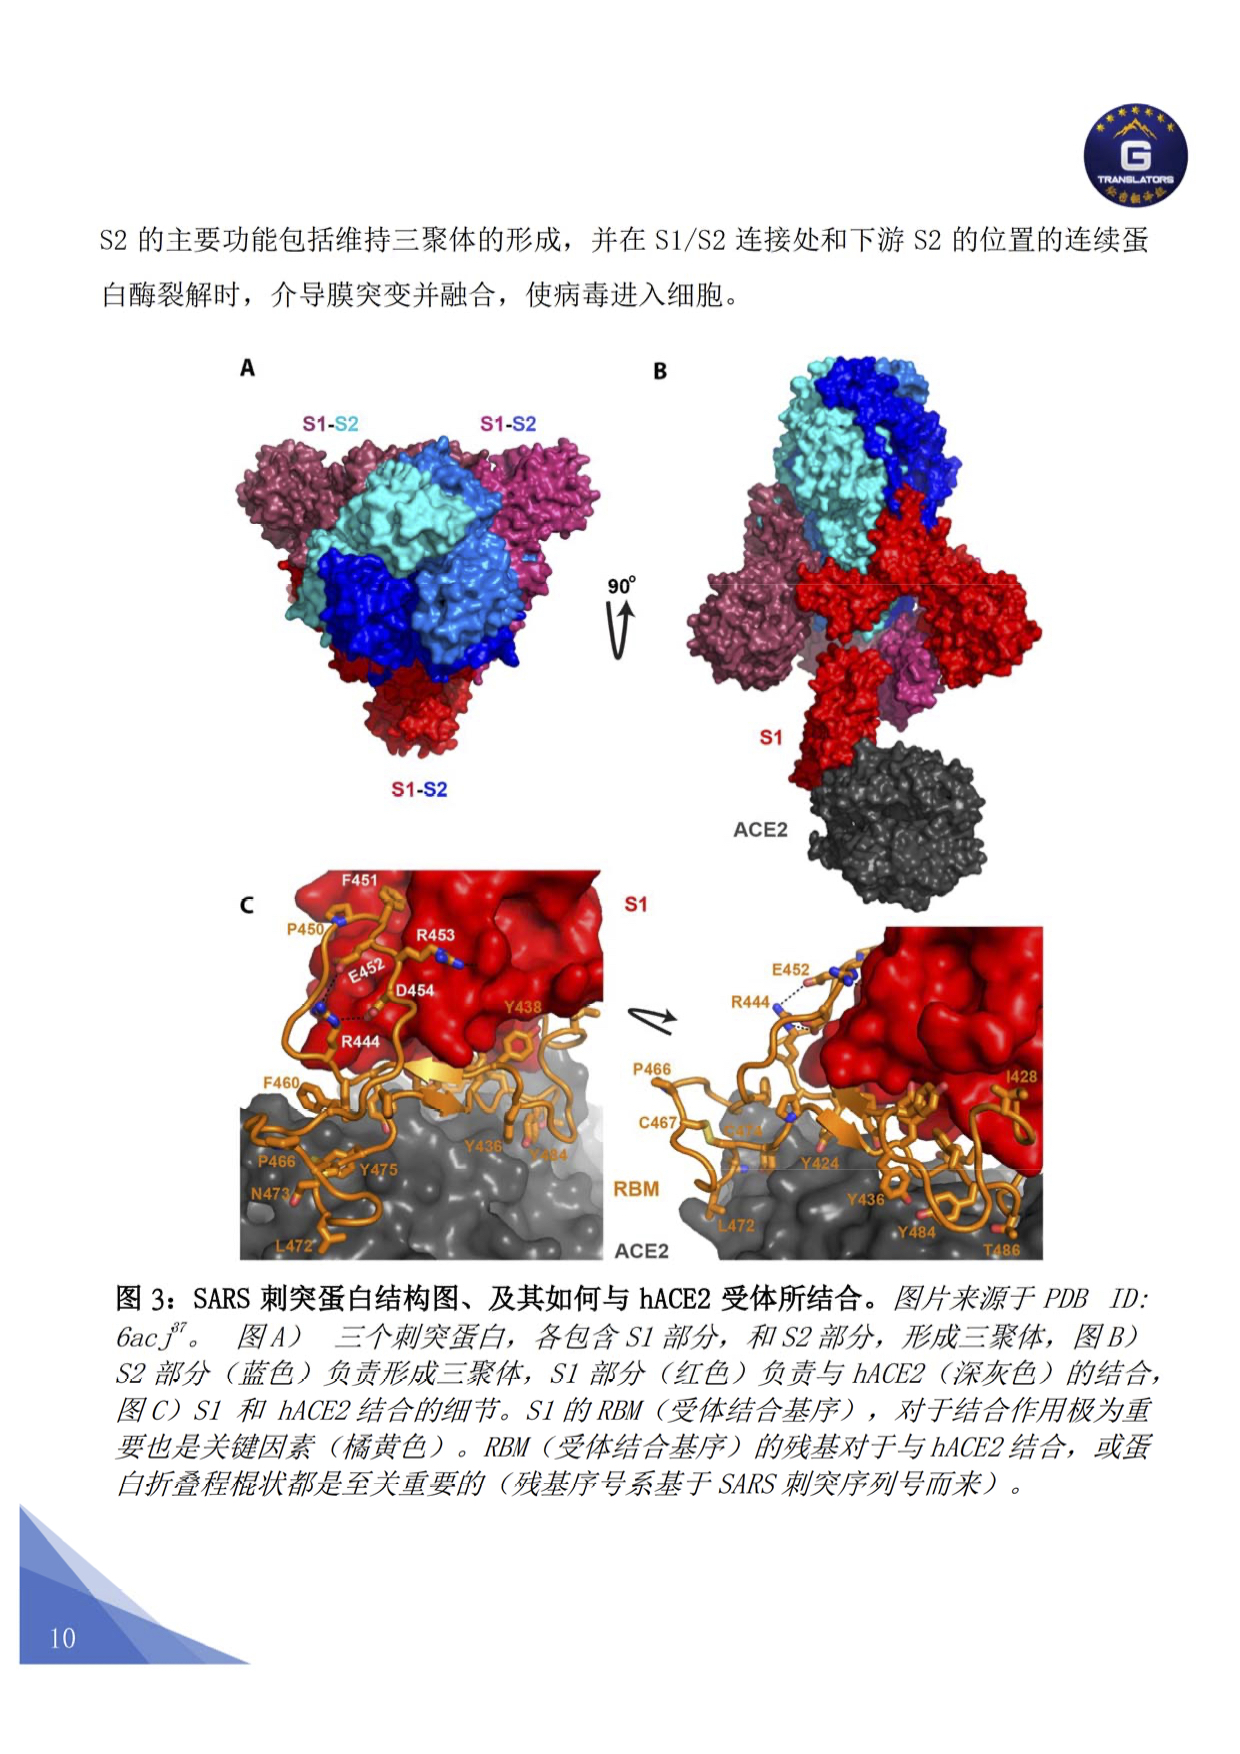 G
TRANSLATORS
S2 的主要功能包括维持三聚体的形成，并在 S1/S2 连接处和下游 S2 的位置的连续蛋
白酶裂解时，介导膜突变并融合，使病毒进入细胞。
A
B
S1-S2
S1-S2
90°
S1
S1-S2
ACE2
C
F451
S1
P450
R453
E452
E452
D454
R444
Y438
R444
F460
P466
I428
C467
C474
Y436
Y484
P466
Y475
Y424
N473
RBM
Y436
L472
L472
Y484
ACE2
T486
图 3：SARS 刺突蛋白结构图、及其如何与 hACE2 受体所结合。图片来源于 PDB ID:
6acj37。 图 A） 三个刺突蛋白，各包含 S1 部分，和 S2 部分，形成三聚体，图 B）
S2 部分（蓝色）负责形成三聚体，S1 部分（红色）负责与 hACE2（深灰色）的结合，
图 C）S1 和 hACE2 结合的细节。S1 的 RBM（受体结合基序），对于结合作用极为重
要也是关键因素（橘黄色）。RBM（受体结合基序）的残基对于与 hACE2 结合，或蛋
白折叠程棍状都是至关重要的（残基序号系基于 SARS 刺突序列号而来）。
10